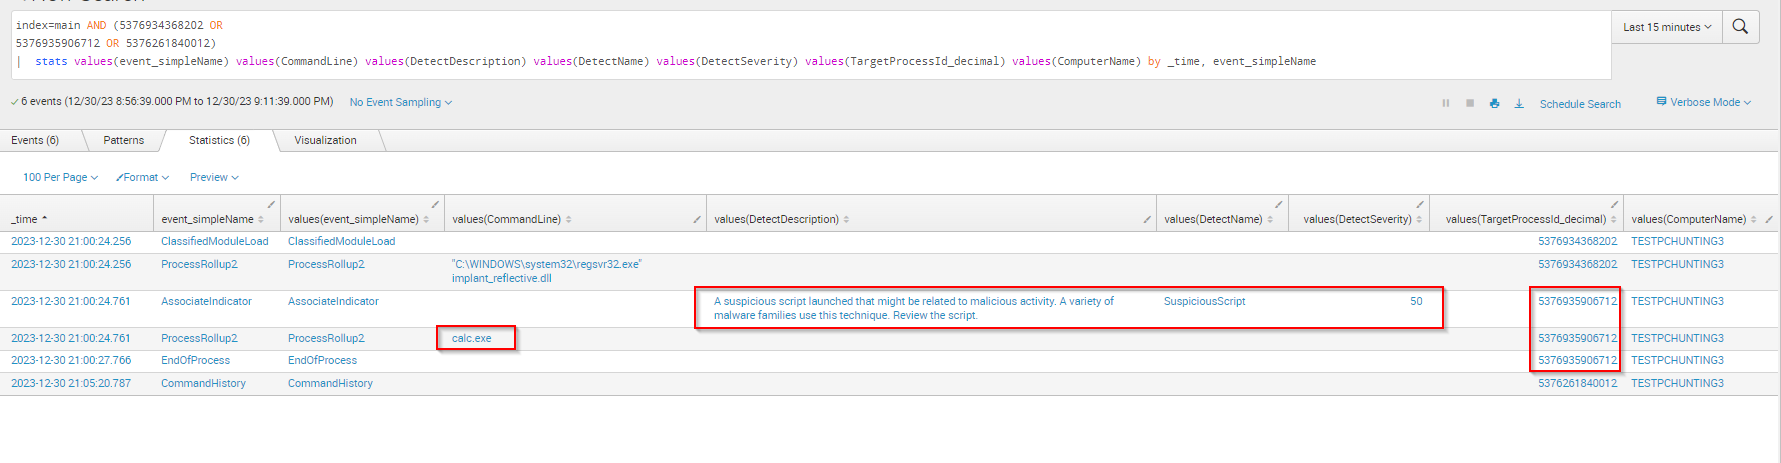 index=main AND (5376934368202 OR
5376935906712 OR 5376261840012)
| stats values(event_simpleName) values(CommandLine) values(DetectDescription) values(DetectName) values(DetectSeverity) values(TargetProcessId_decimal) values(ComputerName) by _time, event_simpleName
Last 15 minutes
6 events (12/30/23 8:56:39.000 PM to 12/30/23 9:11:39.000 PM) No Event Sampling
Schedule Search Verbose Mode
Events (6) Patterns Statistics (6) Visualization
100 Per Page Format Preview
_time event_simpleName values(event_simpleName) values(CommandLine) values(DetectDescription) values(DetectName) values(DetectSeverity) values(TargetProcessId_decimal) values(ComputerName)
2023-12-30 21:00:24.256 ClassifiedModuleLoad ClassifiedModuleLoad 5376934368202 TESTPCHUNTING3
2023-12-30 21:00:24.256 ProcessRollup2 ProcessRollup2 "C:\WINDOWS\system32\regsvr32.exe" 5376934368202 TESTPCHUNTING3
implant_reflective.dll
2023-12-30 21:00:24.761 AssociateIndicator AssociateIndicator A suspicious script launched that might be related to malicious activity. A variety of SuspiciousScript 50 5376935906712 TESTPCHUNTING3
malware families use this technique. Review the script.
2023-12-30 21:00:24.761 ProcessRollup2 ProcessRollup2 calc.exe 5376935906712 TESTPCHUNTING3
2023-12-30 21:00:27.766 EndOfProcess EndOfProcess 5376935906712 TESTPCHUNTING3
2023-12-30 21:05:20.787 CommandHistory CommandHistory 5376261840012 TESTPCHUNTING3